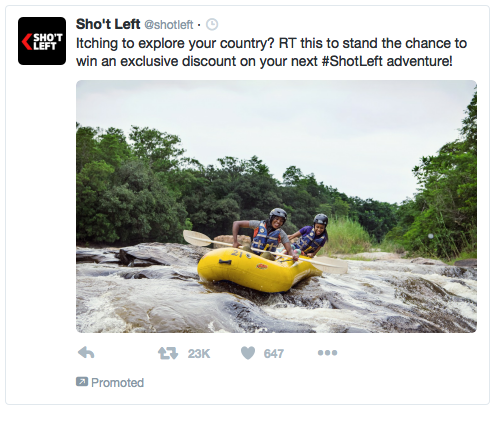 SHO'T
LEFT
Sho't Left @shotleft ·
Itching to explore your country? RT this to stand the chance to
win an exclusive discount on your next #ShotLeft adventure!
23K
647
Promoted